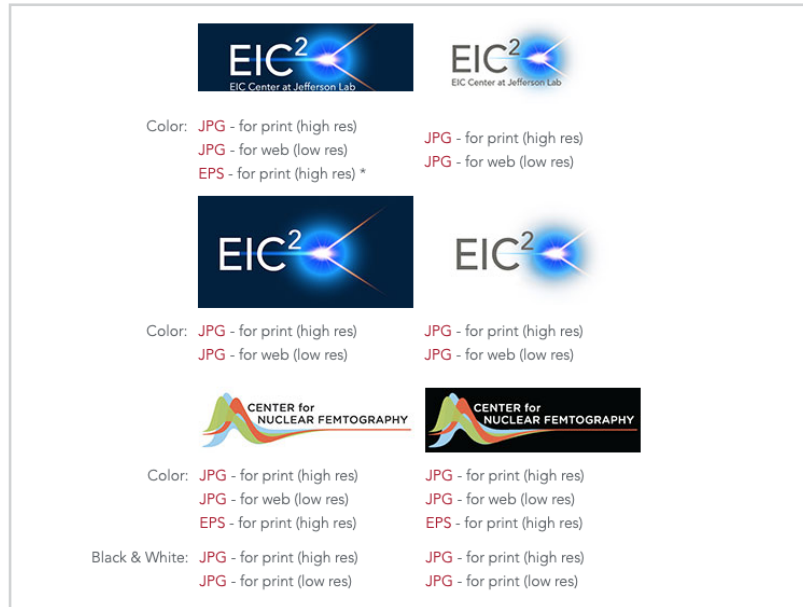 EIC²
EIC Center at Jefferson Lab
EIC²
EIC Center at Jefferson Lab
Color: JPG - for print (high res)
JPG - for web (low res)
EPS - for print (high res) *
JPG - for print (high res)
JPG - for web (low res)
EIC²
EIC²
Color: JPG - for print (high res)
JPG - for web (low res)
JPG - for print (high res)
JPG - for web (low res)
CENTER for
NUCLEAR FEMTOGRAPHY
CENTER for
NUCLEAR FEMTOGRAPHY
Color: JPG - for print (high res)
JPG - for web (low res)
EPS - for print (high res)
JPG - for print (high res)
JPG - for web (low res)
EPS - for print (high res)
Black & White: JPG - for print (high res)
JPG - for print (low res)
JPG - for print (high res)
JPG - for print (low res)